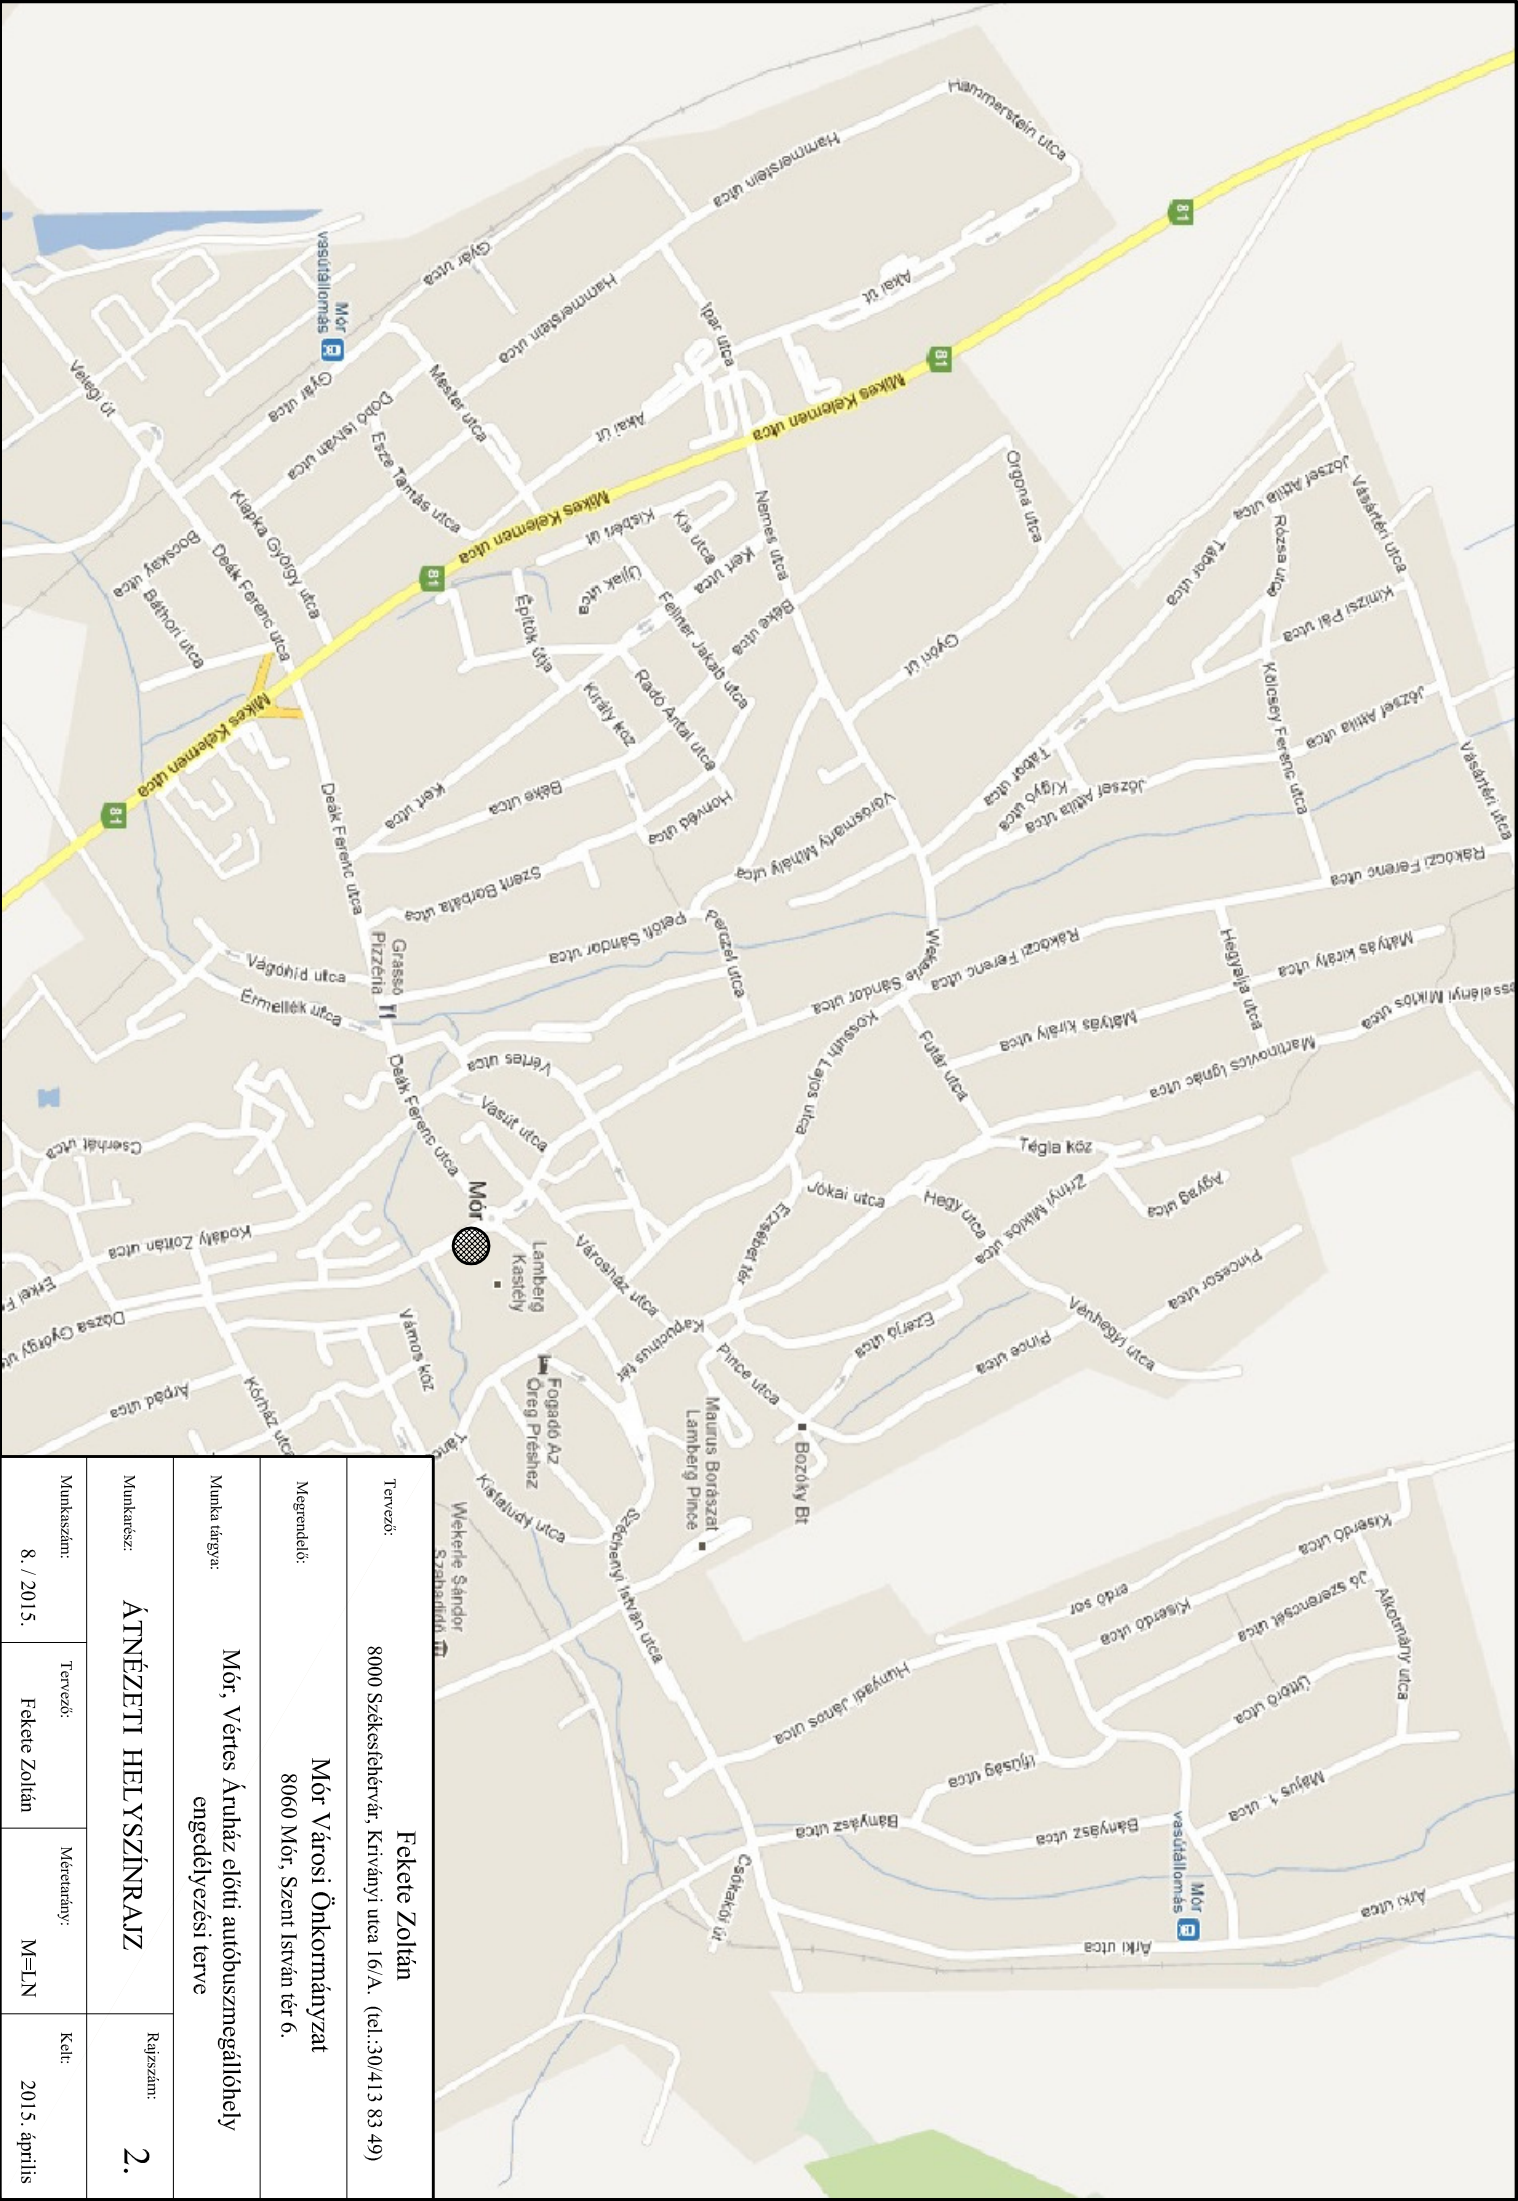 Hammerstein utca
Hammerstein utca
Hammerstein utca
81
Akai út
Gyár utca
Ipar utca
81
Mór
vasútállomás
Gyár utca
Velegi út
Mester utca
Dobó István utca
Esze Tamás utca
Akai út
Mikes Kelemen utca
Mikes Kelemen utca
Orgona utca
József Attila utca
Vásártéri utca
Rózsa utca
Tábor utca
Kinizsi Pál utca
Klapka György utca
Deák Ferenc utca
Bocskay utca
Báthori utca
81
Kisbéri út
Kis utca
Nemes utca
Kert utca
Újlak utca
Fellner Jakab utca
Építők útja
Béke utca
Győri út
Radó Antal utca
Király köz
Kölcsey Ferenc utca
József Attila utca
Vásártéri utca
Mikes Kelemen utca
81
Deák Ferenc utca
Kert utca
Béke utca
Honvéd utca
Vörösmarty Mihály utca
Tábor utca
Kígyó utca
József Attila utca
Rákóczi Ferenc utca
Szent Borbála utca
Petőfi Sándor utca
Perczel utca
Wekerle Sándor utca
Rákóczi Ferenc utca
Hegyalja utca
Mátyás király utca
Mátyás király utca
sselényi Miklós utca
Martinovics Ignác utca
Grasso
Pizzéria
Vágóhíd utca
Érmellék utca
Vértes utca
Vasút utca
Deák Ferenc utca
Kossuth Lajos utca
Futár utca
Tégla köz
Agyag utca
Zrínyi Miklós utca
Jókai utca
Hegy utca
Erzsébet tér
Pincesor utca
Cserhát utca
Mór
Lamberg
Kastély
Városház utca
Kapucinus tér
Pince utca
Ezerjó utca
Pince utca
Vénhegyi utca
Kodály Zoltán utca
Erkel F
Dózsa György ut
Árpád utca
Kórház utca
Vámos köz
Fogadó Az
Öreg Préshez
Maurus Borászat
Lamberg Pince
Bozóky Bt
Tánc
Kisfaludy utca
Széchenyi István utca
Wekerle Sándor
Szabadidő
Kiserdő utca
erdő sor
Kiserdő utca
Jó szerencsét utca
Alkotmány utca
Úttörő utca
Hunyadi János utca
Ifjúság utca
Május 1. utca
Bányász utca
Bányász utca
Csókakői út
Mór
vasútállomás
Árki utca
Árki utca
Tervező:
Fekete Zoltán
8000 Székesfehérvár, Kriványi utca 16/A. (tel.:30/413 83 49)
Megrendelő:
Mór Városi Önkormányzat
8060 Mór, Szent István tér 6.
Munka tárgya:
Mór, Vértes Áruház előtti autóbuszmegállóhely
engedélyezési terve
Munkarész:
ÁTNÉZETI HELYSZÍNRAJZ
Rajzszám:
2.
Munkaszám:
8. / 2015.
Tervező:
Fekete Zoltán
Méretarány:
M=LN
Kelt:
2015. április